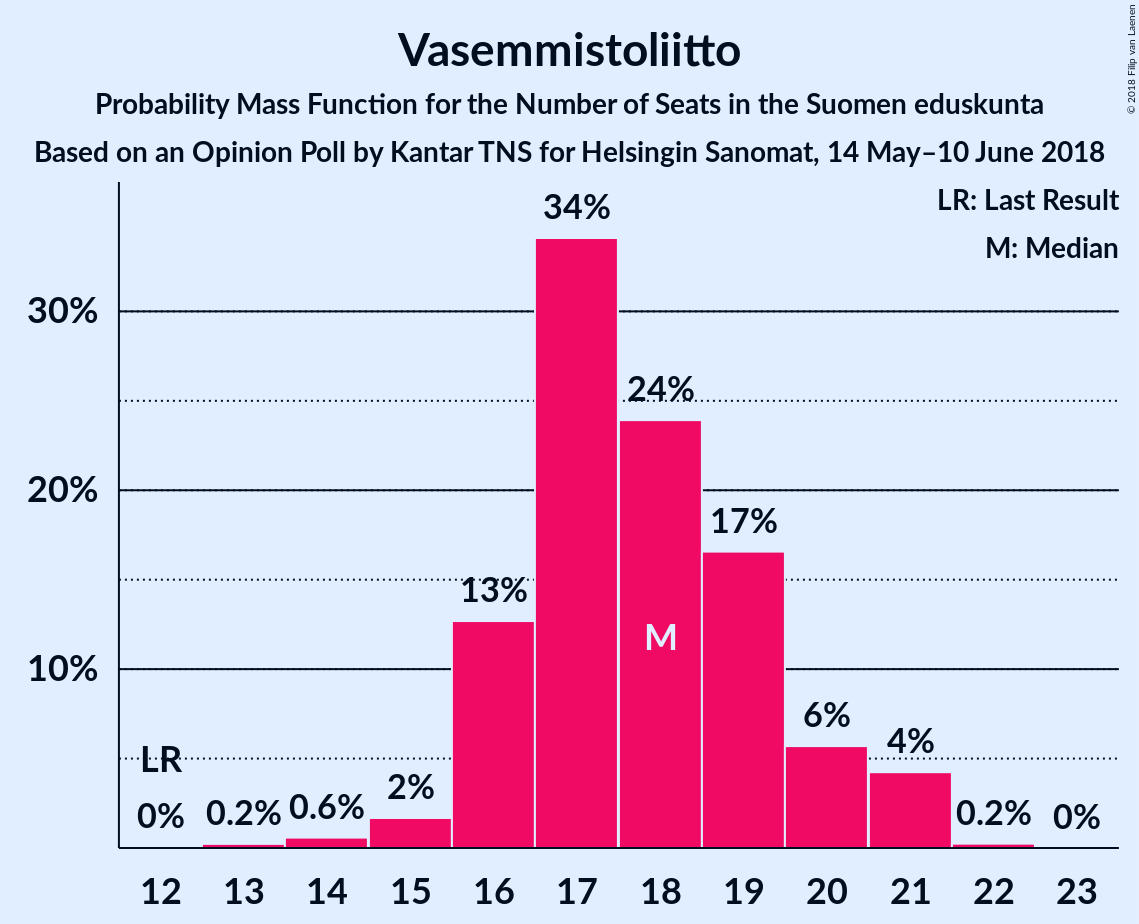 Vasemmistoliitto
Probability Mass Function for the Number of Seats in the Suomen eduskunta
Based on an Opinion Poll by Kantar TNS for Helsingin Sanomat, 14 May–10 June 2018
© 2018 Filip van Laenen
LR: Last Result
M: Median
34%
30%
24%
20%
17%
13%
M
10%
6%
4%
LR
2%
0% 0.2% 0.6% 0.2% 0%
12 13 14 15 16 17 18 19 20 21 22 23